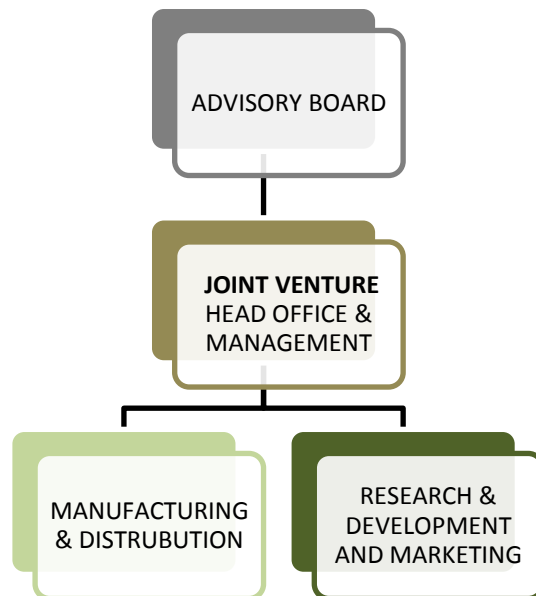 ADVISORY BOARD
JOINT VENTURE
HEAD OFFICE &
MANAGEMENT
MANUFACTURING
& DISTRUBUTION
RESEARCH &
DEVELOPMENT
AND MARKETING